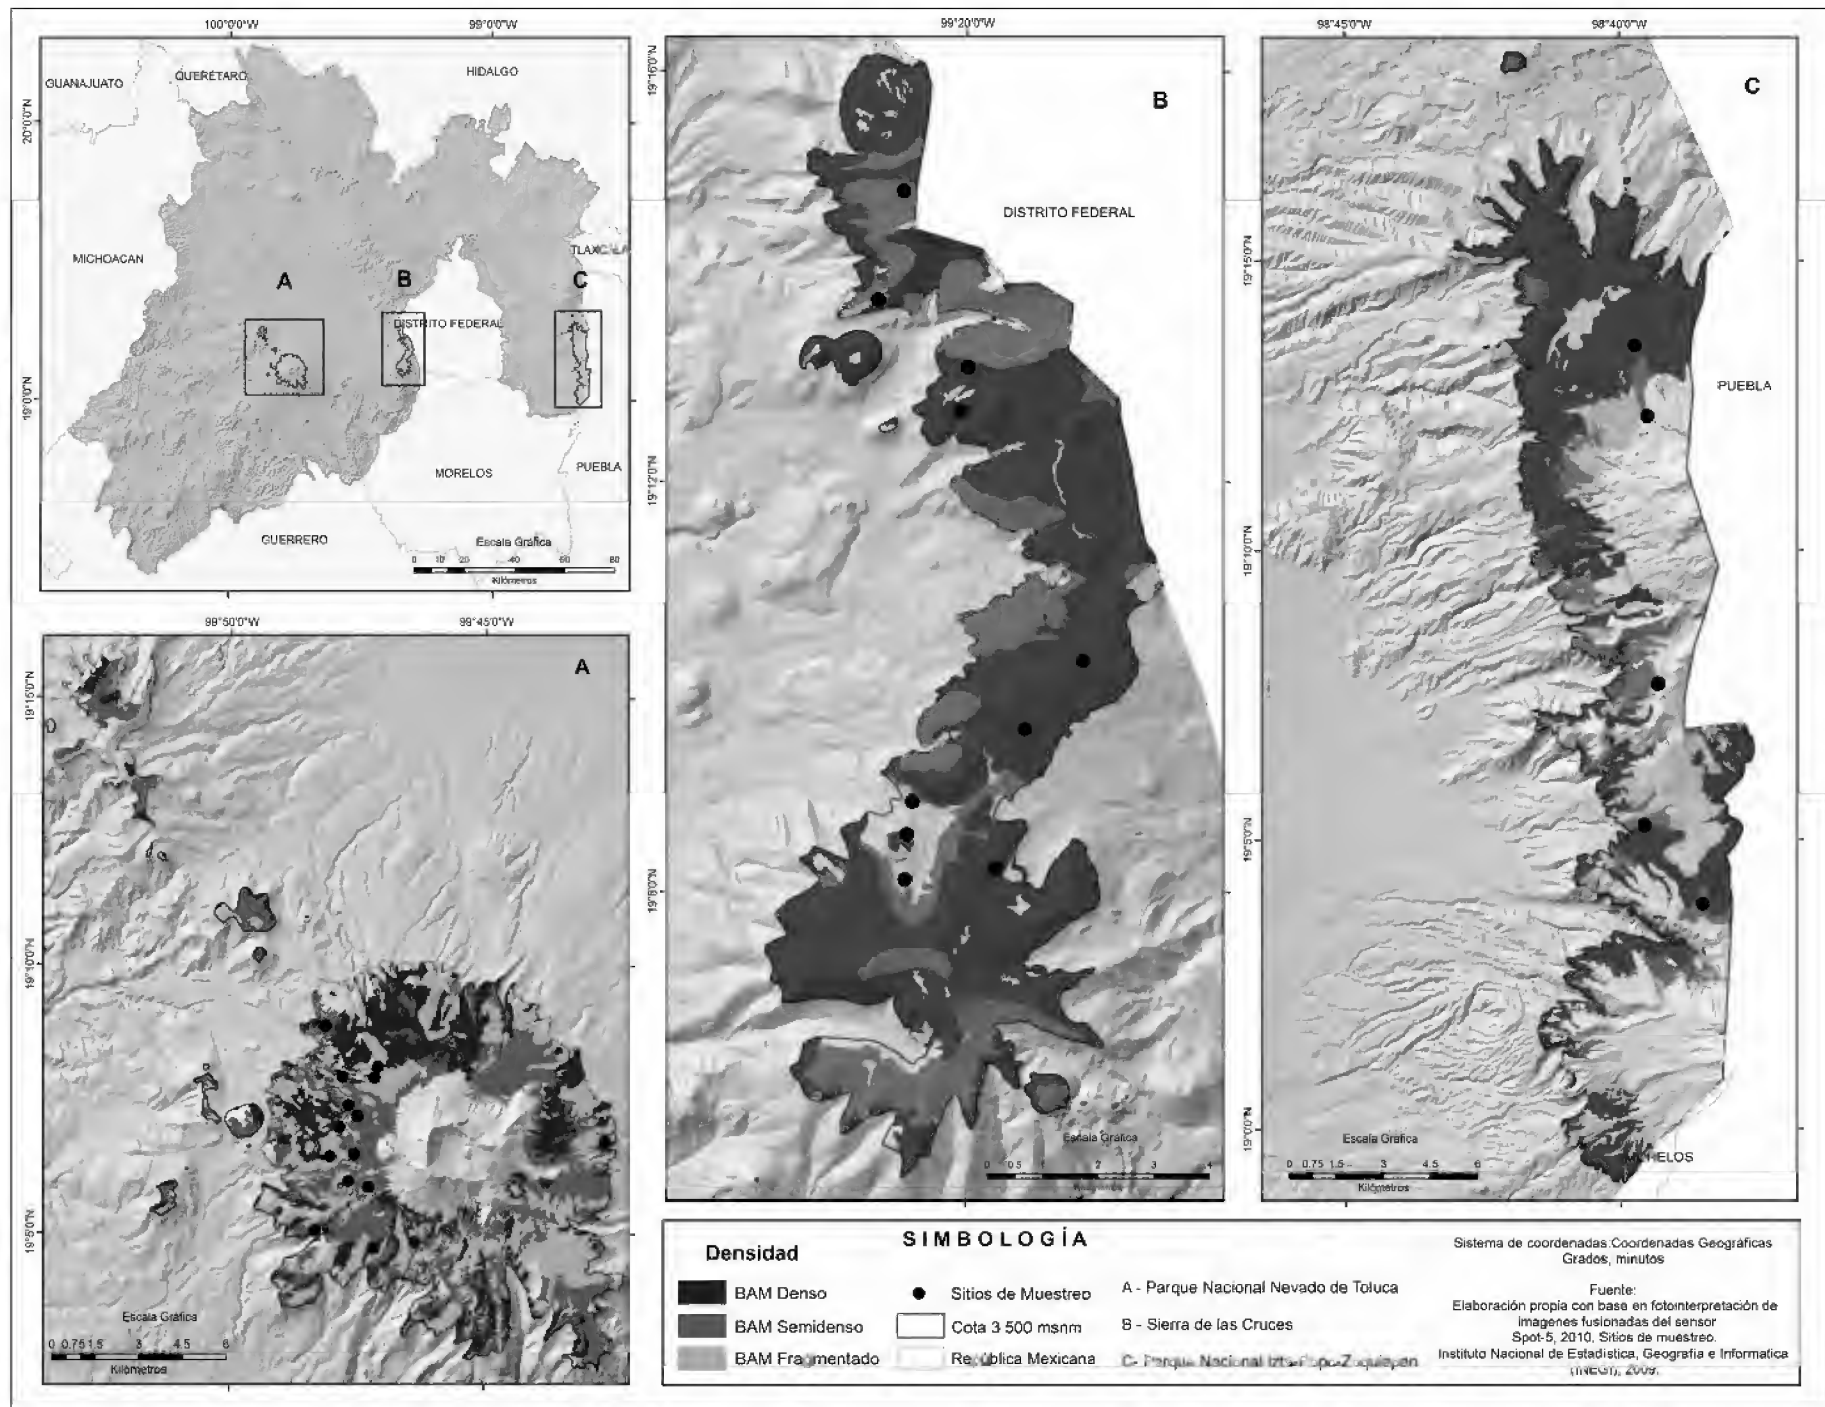 100°0'0"W
99°0'0"W
20°0'0"N
19°0'0"N
GUANAJUATO
QUERÉTARO
HIDALGO
MICHOACAN
TLAXCALA
A
B
C
DISTRITO FEDERAL
MORELOS
PUEBLA
GUERRERO
Escala Gráfica
0 10 20 40 60 80
Kilómetros
99°50'0"W
99°45'0"W
19°15'0"N
19°10'0"N
19°5'0"N
A
Escala Gráfica
0 0.75 1.5 3 4.5 6
Kilómetros
99°20'0"W
19°16'0"N
19°12'0"N
19°8'0"N
B
DISTRITO FEDERAL
Escala Gráfica
0 0.5 1 2 3 4
98°45'0"W
98°40'0"W
19°15'0"N
19°10'0"N
19°5'0"N
19°0'0"N
C
PUEBLA
Escala Gráfica
0 0.75 1.5 3 4.5 6
Kilómetros
SIMBOLOGÍA
Densidad
BAM Denso
BAM Semidenso
BAM Fragmentado
Sitios de Muestreo
Cota 3 500 msnm
República Mexicana
A - Parque Nacional Nevado de Toluca
B - Sierra de las Cruces
C- Parque Nacional Izta-Popo-Zoquiapan
Sistema de coordenadas:Coordenadas Geográficas
Grados, minutos
Fuente:
Elaboración propia con base en fotointerpretación de
imagenes fusionadas del sensor
Spot-5, 2010, Sitios de muestreo.
Instituto Nacional de Estadística, Geografía e Informatica
(INEGI), 2009.